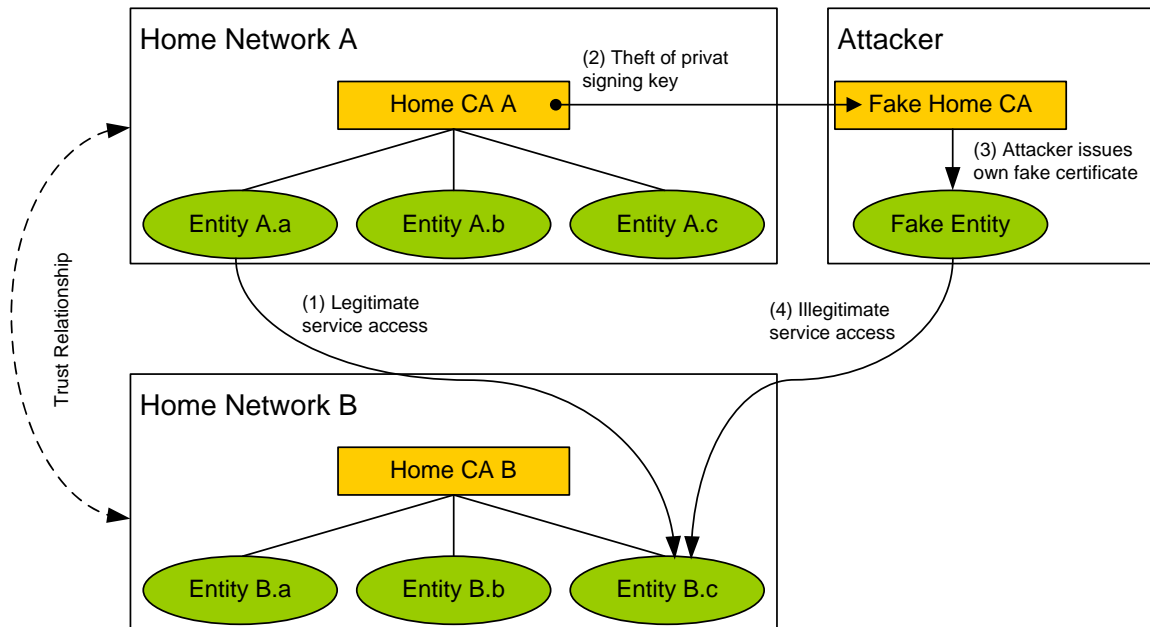 Home Network A
(2) Theft of privat
signing key
Home CA A
Entity A.a
Entity A.b
Entity A.c
Attacker
Fake Home CA
(3) Attacker issues
own fake certificate
Fake Entity
Trust Relationship
(1) Legitimate
service access
(4) Illegitimate
service access
Home Network B
Home CA B
Entity B.a
Entity B.b
Entity B.c